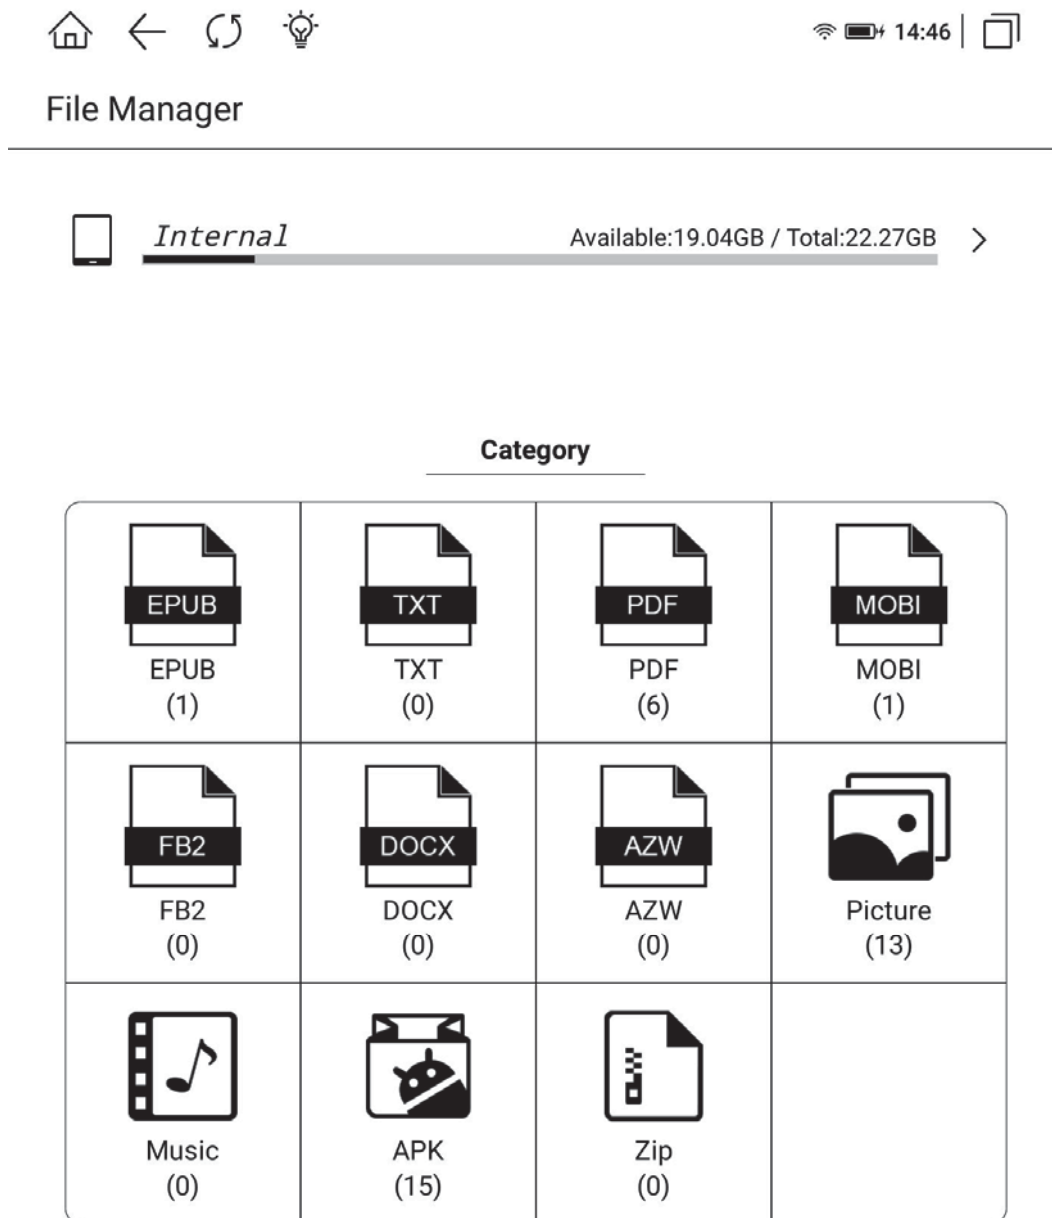 14:46
File Manager
Internal Available:19.04GB / Total:22.27GB
Category
EPUB TXT PDF MOBI
EPUB TXT PDF MOBI
(1) (0) (6) (1)
FB2 DOCX AZW
FB2 DOCX AZW Picture
(0) (0) (0) (13)
Music APK Zip
(0) (15) (0)